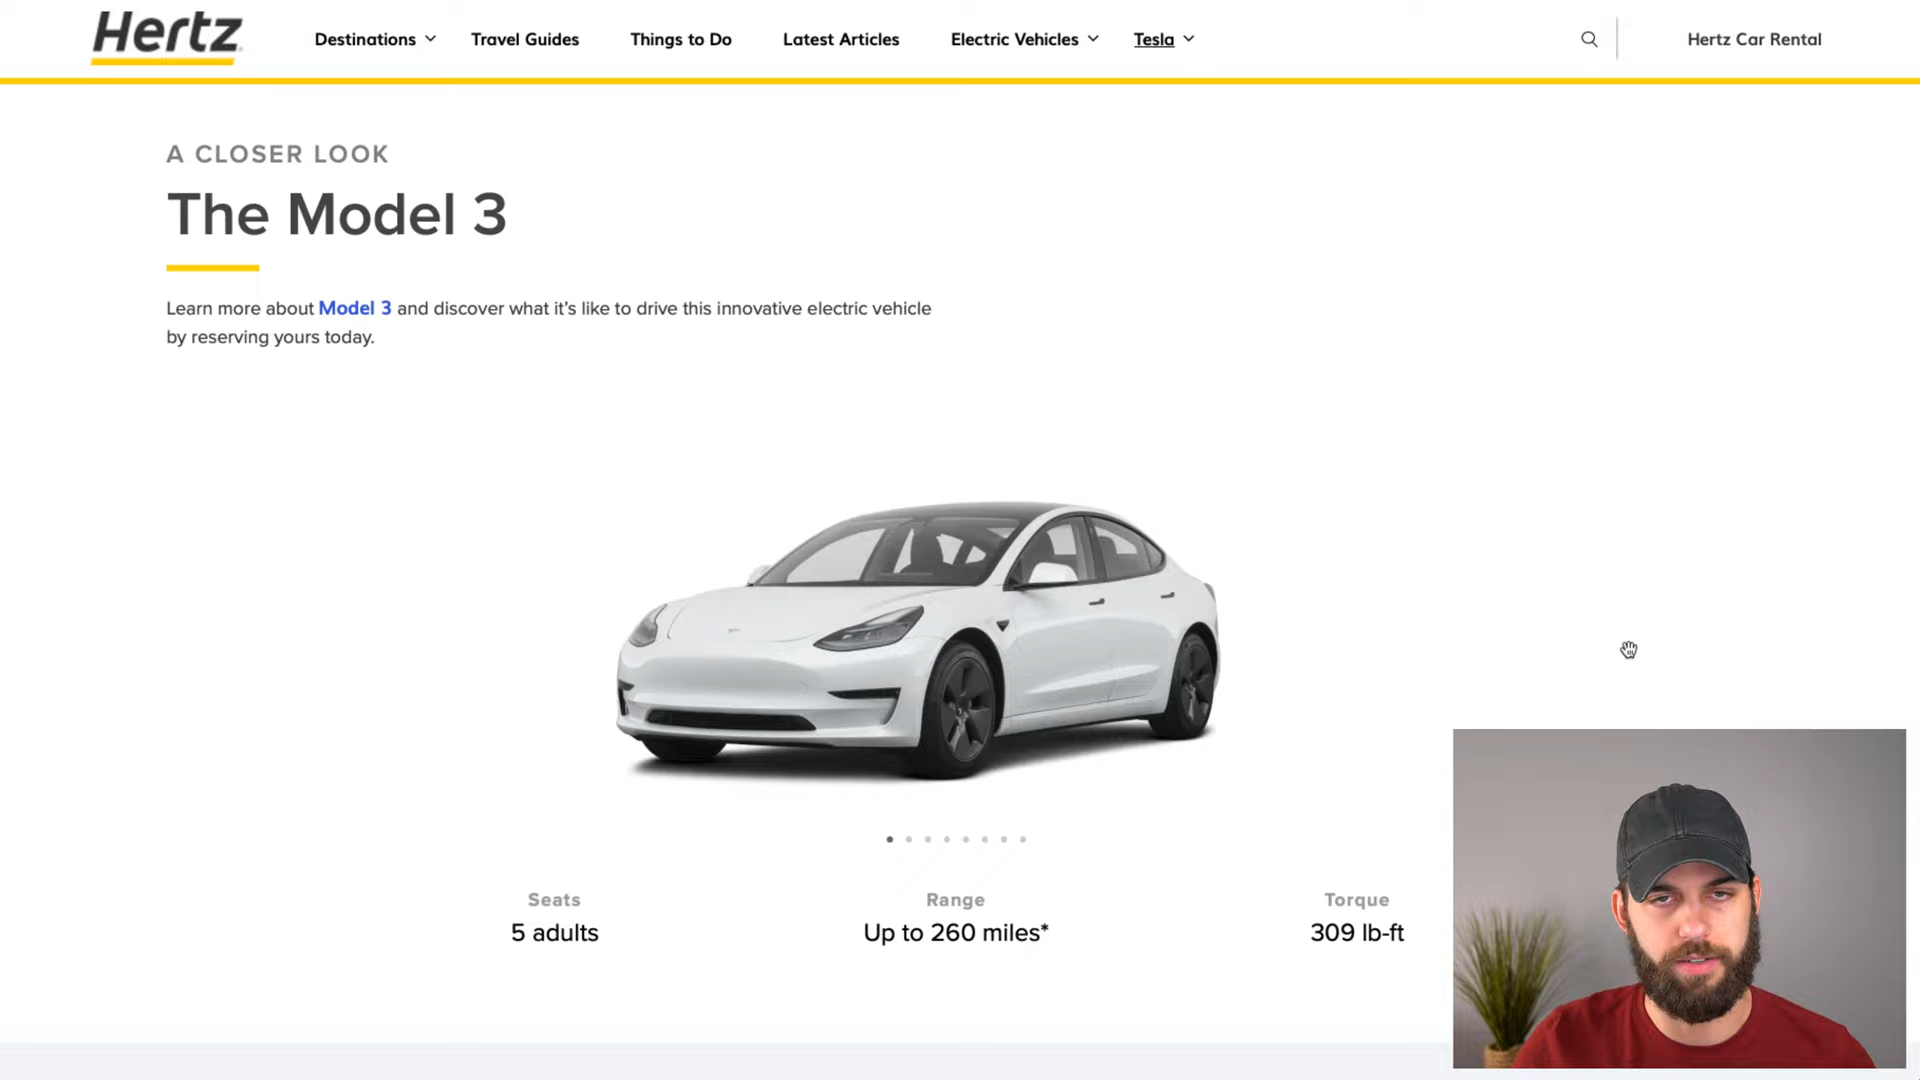 Hertz
Destinations
Travel Guides
Things to Do
Latest Articles
Electric Vehicles
Tesla
Hertz Car Rental
A CLOSER LOOK
The Model 3
Learn more about Model 3 and discover what it’s like to drive this innovative electric vehicle
by reserving yours today.
Seats
5 adults
Range
Up to 260 miles*
Torque
309 lb-ft